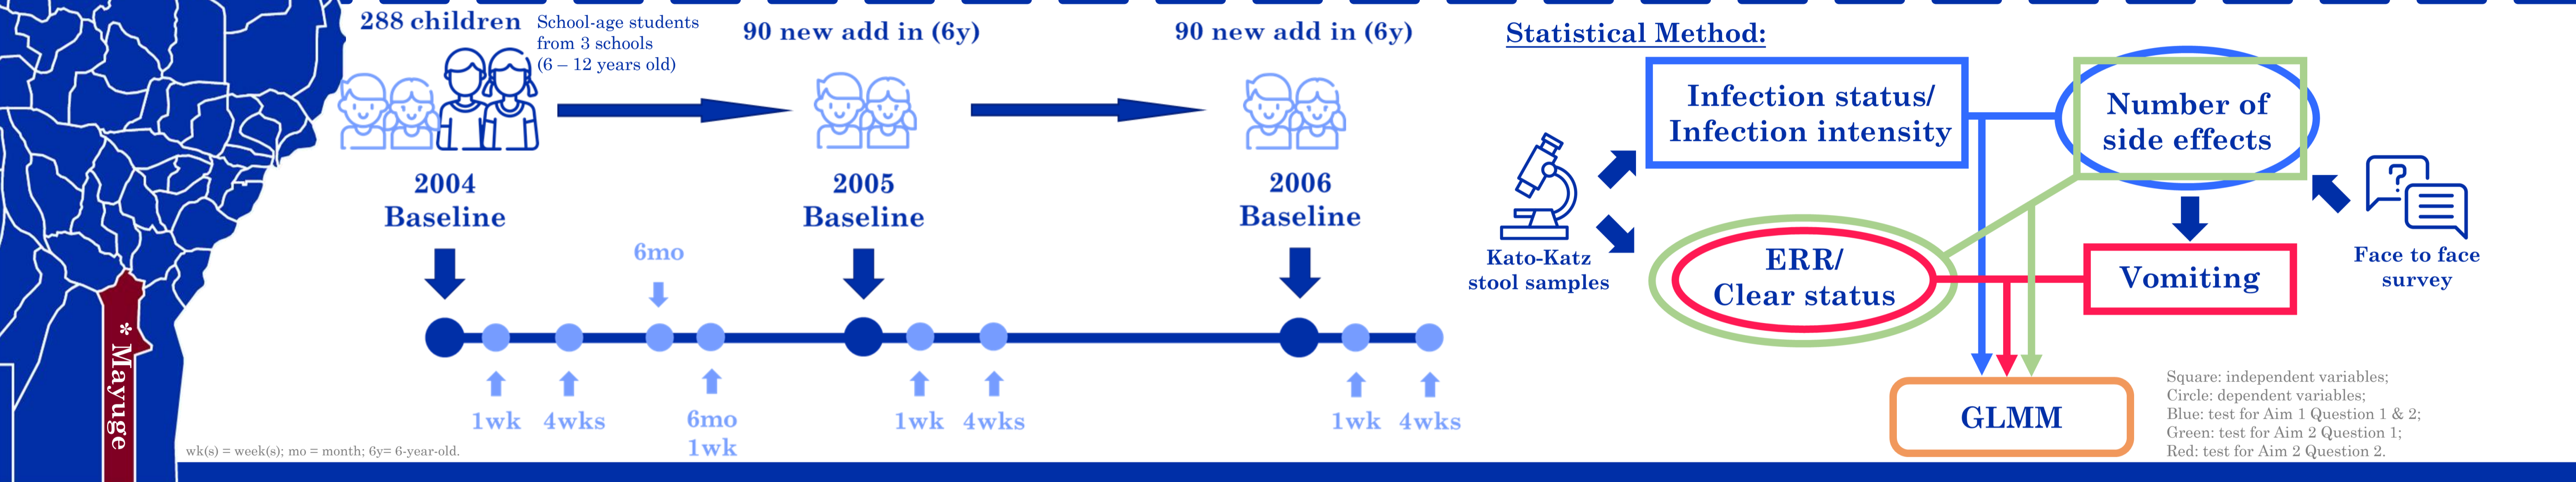 288 children
School-age students
from 3 schools
(6 – 12 years old)
90 new add in (6y)
90 new add in (6y)
2004
Baseline
2005
Baseline
2006
Baseline
6mo
1wk
4wks
6mo
1wk
1wk
4wks
1wk
4wks
* Mayuge
wk(s) = week(s); mo = month; 6y= 6-year-old.
Statistical Method:
Infection status/
Infection intensity
Number of
side effects
?
Kato-Katz
stool samples
ERR/
Clear status
Vomiting
Face to face
survey
GLMM
Square: independent variables;
Circle: dependent variables;
Blue: test for Aim 1 Question 1 & 2;
Green: test for Aim 2 Question 1;
Red: test for Aim 2 Question 2.